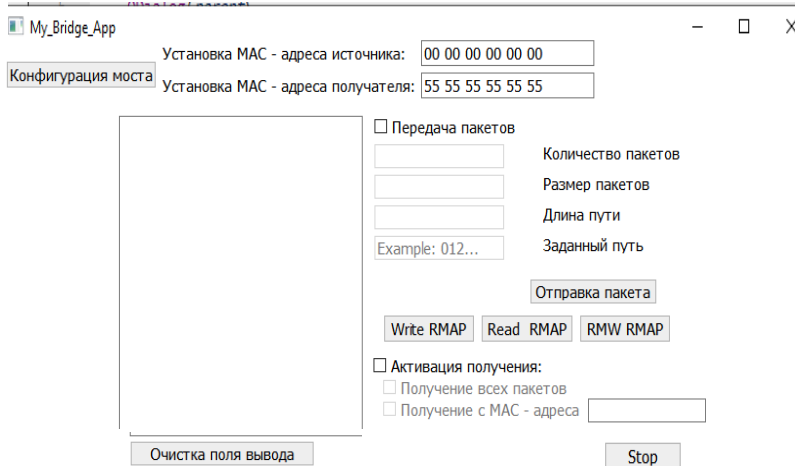 (QDialog(parent)
My_Bridge_App
Установка MAC - адреса источника: 00 00 00 00 00 00
Конфигурация моста
Установка MAC - адреса получателя: 55 55 55 55 55 55
Передача пакетов
Количество пакетов
Размер пакетов
Длина пути
Example: 012... Заданный путь
Отправка пакета
Write RMAP Read RMAP RMW RMAP
Активация получения:
Получение всех пакетов
Получение с MAC - адреса
Очистка поля вывода Stop